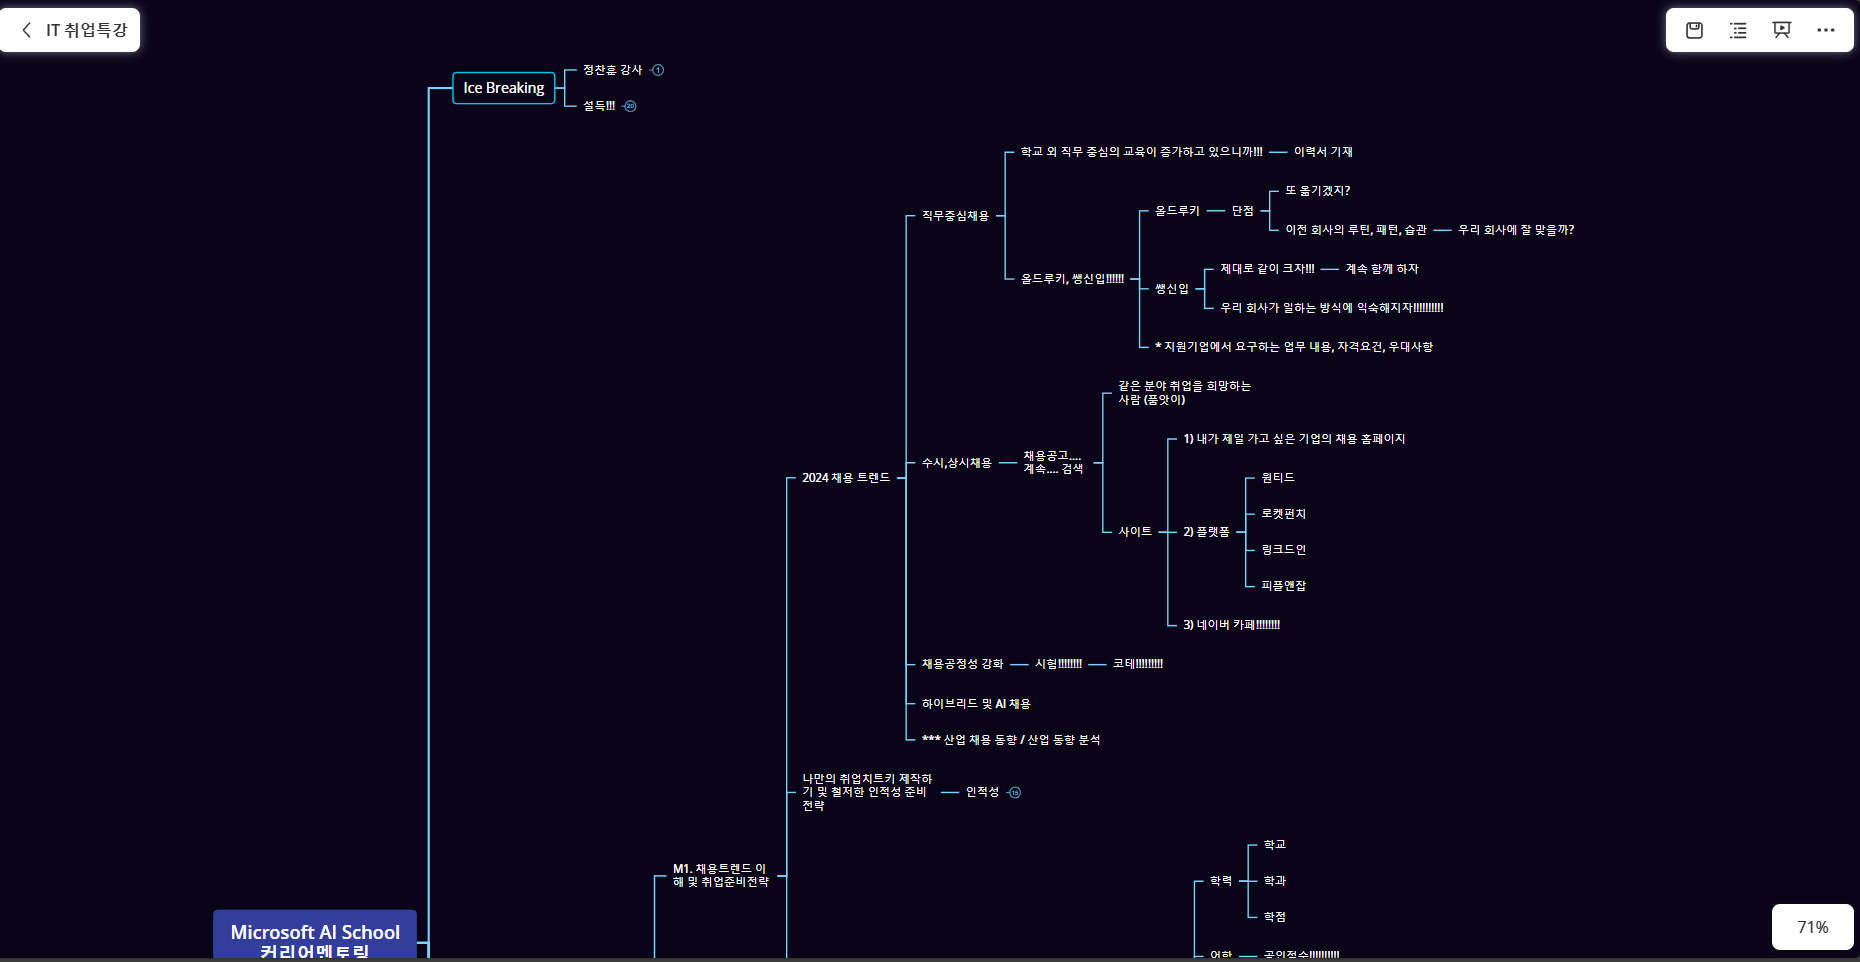 IT 취업특강
Ice Breaking
정찬훈 강사
1
설득!!!
20
학교 외 직무 중심의 교육이 증가하고 있으니까!!!
이력서 기재
직무중심채용
올드루키, 쌩신입!!!!!!
올드루키
단점
또 옮기겠지?
이전 회사의 루틴, 패턴, 습관
우리 회사에 잘 맞을까?
쌩신입
제대로 같이 크자!!!
계속 함께 하자
우리 회사가 일하는 방식에 익숙해지자!!!!!!!!!!
* 지원기업에서 요구하는 업무 내용, 자격요건, 우대사항
2024 채용 트렌드
수시,상시채용
채용공고....
계속.... 검색
같은 분야 취업을 희망하는
사람 (품앗이)
사이트
1) 내가 제일 가고 싶은 기업의 채용 홈페이지
2) 플랫폼
원티드
로켓펀치
링크드인
피플앤잡
3) 네이버 카페!!!!!!!!
채용공정성 강화
시험!!!!!!!!
코테!!!!!!!!!
하이브리드 및 AI 채용
*** 산업 채용 동향 / 산업 동향 분석
나만의 취업치트키 제작하
기 및 철저한 인적성 준비
전략
인적성
15
M1. 채용트렌드 이
해 및 취업준비전략
학력
학교
학과
학점
어학
공인점수!!!!!!!!!!
Microsoft AI School
커리어멘토링
71%